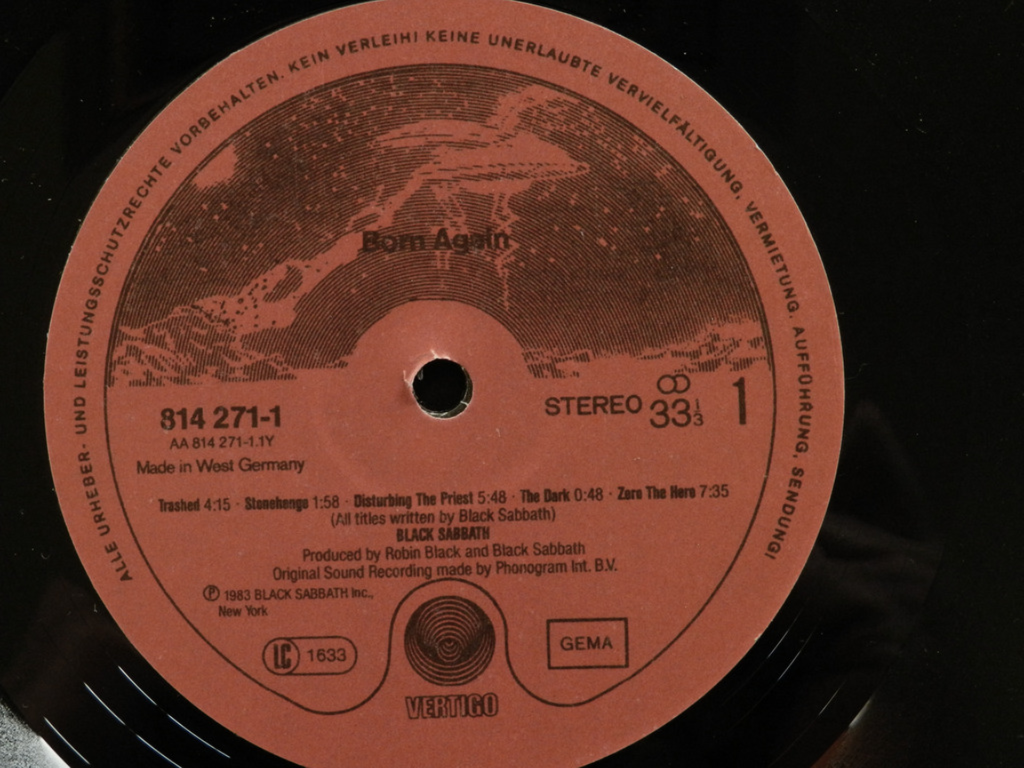 ALLE URHEBER- UND LEISTUNGSSCHUTZRECHTE VORBEHALTEN. KEIN VERLEIH! KEINE UNERLAUBTE VERVIELFÄLTIGUNG, VERMIETUNG, AUFFÜHRUNG, SENDUNG!
Born Again
814 271-1
AA 814 271-1.1Y
Made in West Germany
STEREO 33 1/3 1
Trashed 4:15 · Stonehenge 1:58 · Disturbing The Priest 5:48 · The Dark 0:48 · Zero The Hero 7:35
(All titles written by Black Sabbath)
BLACK SABBATH
Produced by Robin Black and Black Sabbath
Original Sound Recording made by Phonogram Int. B.V.
℗ 1983 BLACK SABBATH Inc.,
New York
LC 1633
GEMA
VERTIGO